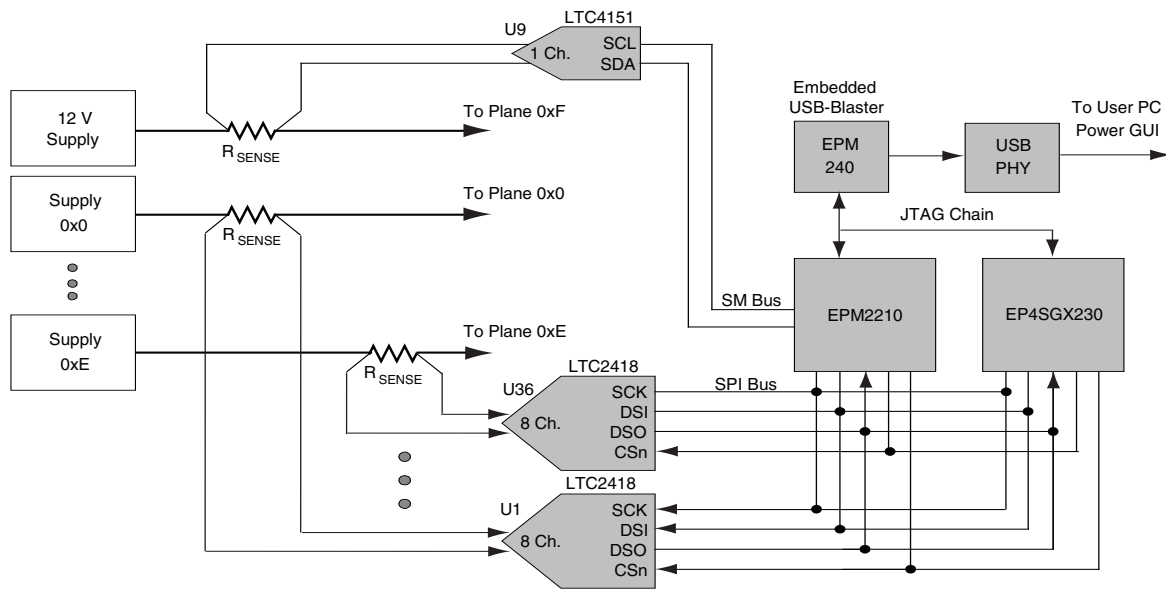 LTC4151
U9
1 Ch.
SCL
SDA
12 V
Supply
R SENSE
To Plane 0xF
Embedded
USB-Blaster
EPM
240
USB
PHY
To User PC
Power GUI
Supply
0x0
R SENSE
To Plane 0x0
JTAG Chain
SM Bus
EPM2210
EP4SGX230
Supply
0xE
R SENSE
To Plane 0xE
LTC2418
U36
8 Ch.
SCK
DSI
DSO
CSn
SPI Bus
LTC2418
U1
8 Ch.
SCK
DSI
DSO
CSn